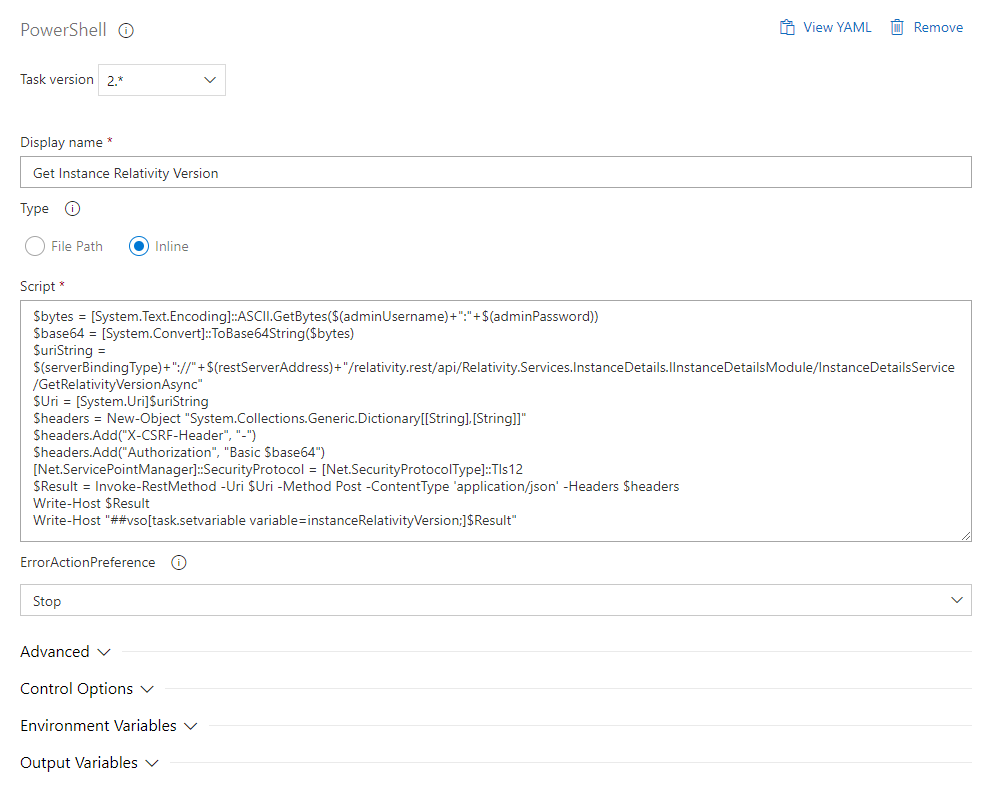 PowerShell
View YAML
Remove
Task version 2.*
Display name *
Get Instance Relativity Version
Type
File Path
Inline
Script *
$bytes = [System.Text.Encoding]::ASCII.GetBytes($(adminUsername)+":"+$(adminPassword))
$base64 = [System.Convert]::ToBase64String($bytes)
$uriString =
$(serverBindingType)+"://"+$(restServerAddress)+"/relativity.rest/api/Relativity.Services.InstanceDetails.IInstanceDetailsModule/InstanceDetailsService
/GetRelativityVersionAsync"
$Uri = [System.Uri]$uriString
$headers = New-Object "System.Collections.Generic.Dictionary[[String],[String]]"
$headers.Add("X-CSRF-Header", "-")
$headers.Add("Authorization", "Basic $base64")
[Net.ServicePointManager]::SecurityProtocol = [Net.SecurityProtocolType]::Tls12
$Result = Invoke-RestMethod -Uri $Uri -Method Post -ContentType 'application/json' -Headers $headers
Write-Host $Result
Write-Host "##vso[task.setvariable variable=instanceRelativityVersion;]$Result"
ErrorActionPreference
Stop
Advanced
Control Options
Environment Variables
Output Variables